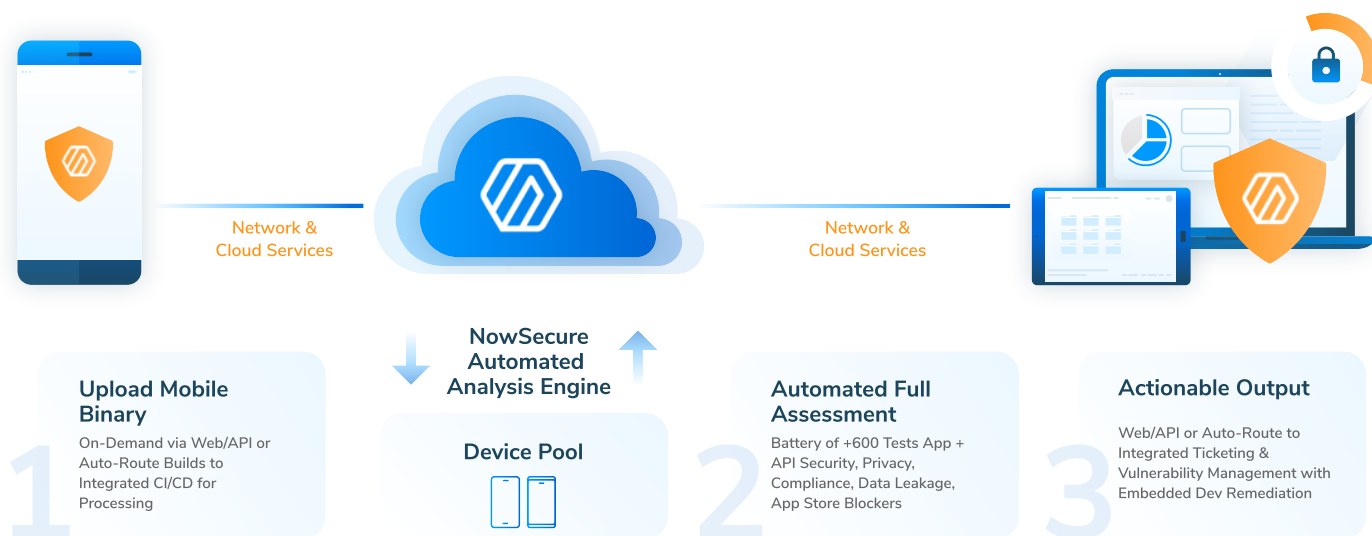 Network &
Cloud Services
Network &
Cloud Services
NowSecure
Automated
Analysis Engine
1
Upload Mobile
Binary
On-Demand via Web/API or
Auto-Route Builds to
Integrated CI/CD for
Processing
Device Pool
2
Automated Full
Assessment
Battery of +600 Tests App +
API Security, Privacy,
Compliance, Data Leakage,
App Store Blockers
3
Actionable Output
Web/API or Auto-Route to
Integrated Ticketing &
Vulnerability Management with
Embedded Dev Remediation